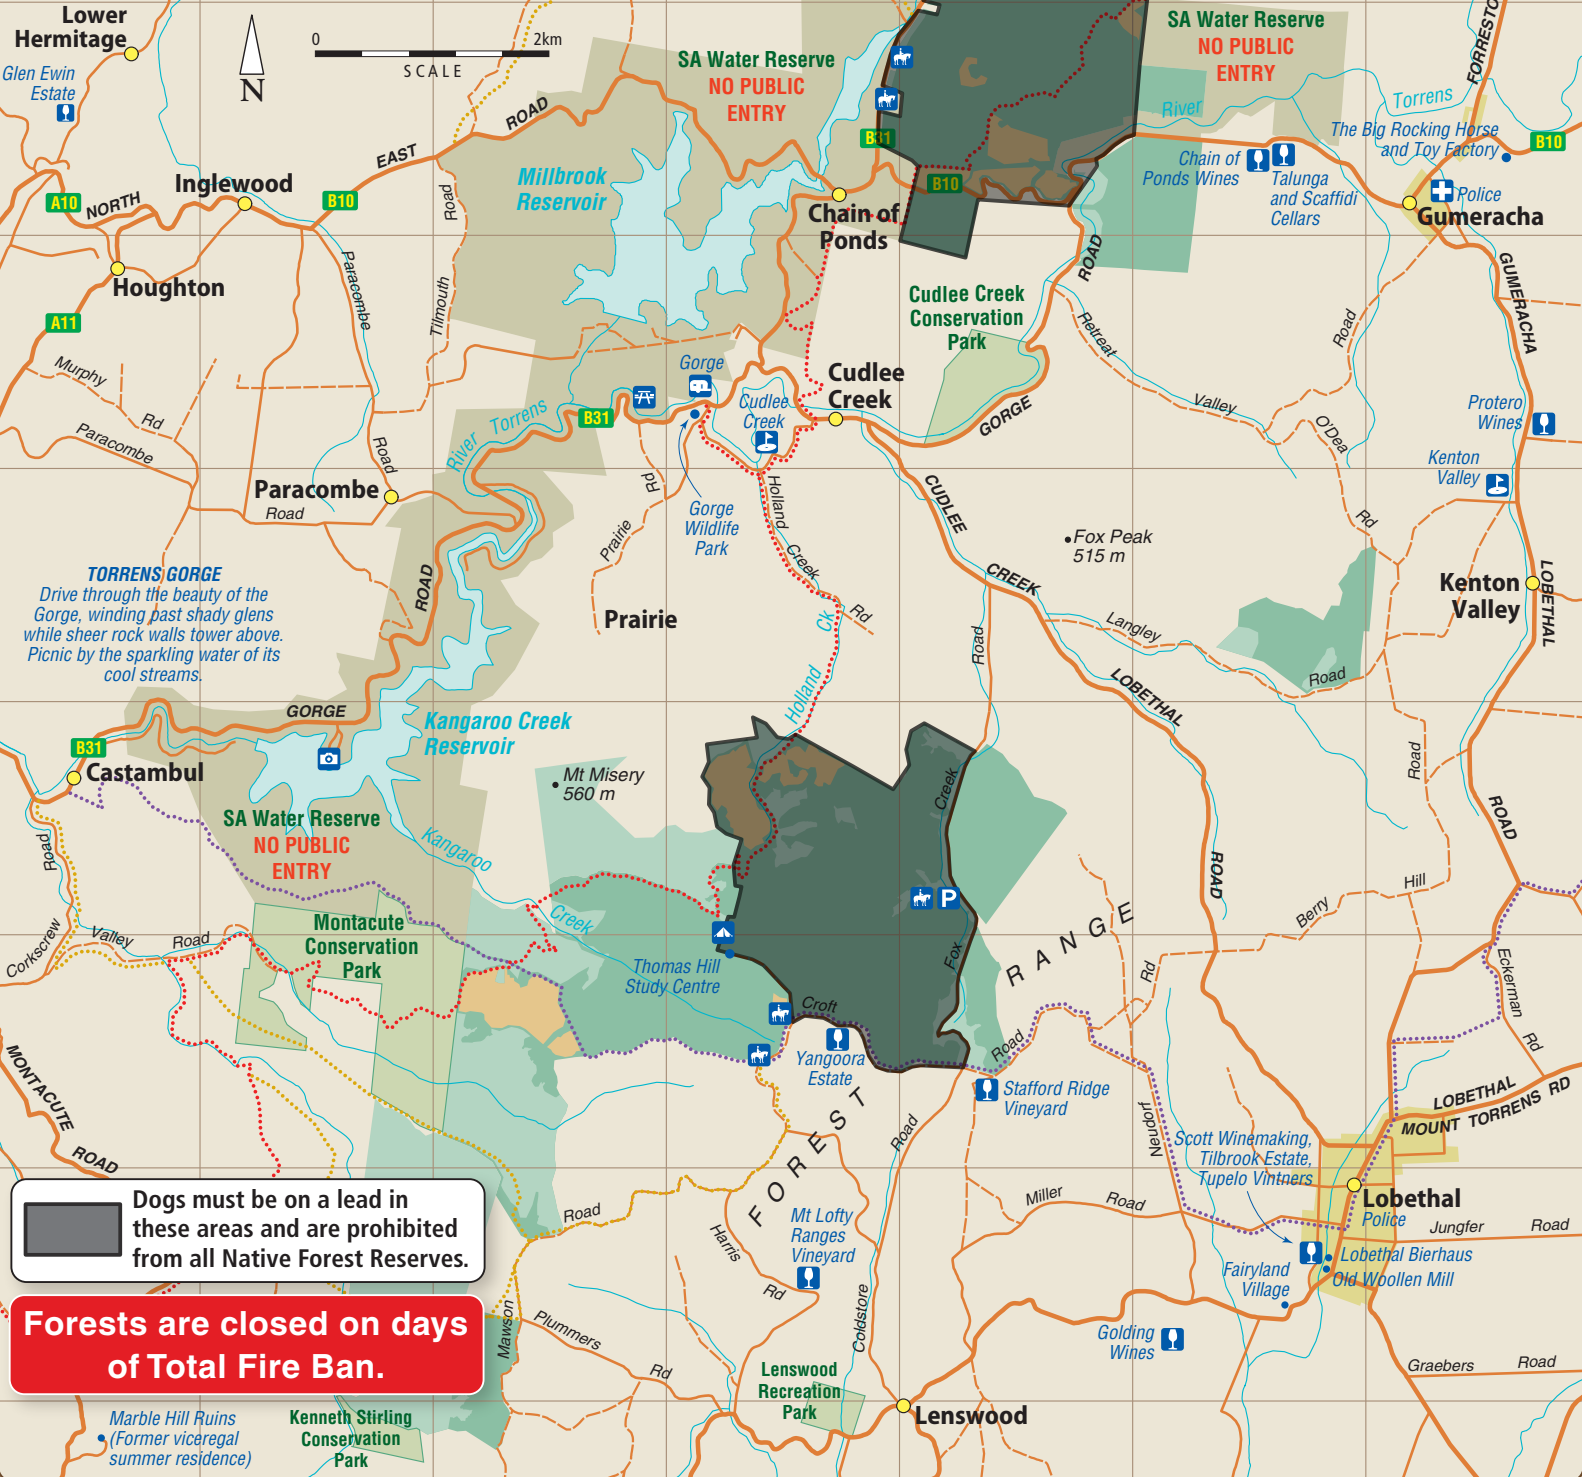 Lower
Hermitage
Glen Ewin
Estate
N
0
2km
SCALE
SA Water Reserve
NO PUBLIC
ENTRY
SA Water Reserve
NO PUBLIC
ENTRY
FORRESTO
River
Torrens
The Big Rocking Horse
and Toy Factory
B10
B31
ROAD
EAST
NORTH
A10
Inglewood
B10
Road
Millbrook
Reservoir
B10
Chain of
Ponds
Chain of
Ponds Wines
Talunga
and Scaffidi
Cellars
Police
Gumeracha
Houghton
A11
Paracombe
Tilmouth
ROAD
GUMERACHA
Cudlee Creek
Conservation
Park
Retreat
Road
Murphy
Rd
Paracombe
Gorge
Cudlee
Creek
Cudlee
Creek
B31
River Torrens
GORGE
Valley
O'Dea
Protero
Wines
Kenton
Valley
Road
Paracombe
Road
Rd
Prairie
Gorge
Wildlife
Park
Holland
Creek
Rd
CUDLEE
CREEK
Fox Peak
515 m
Rd
TORRENS GORGE
Drive through the beauty of the
Gorge, winding past shady glens
while sheer rock walls tower above.
Picnic by the sparkling water of its
cool streams.
ROAD
Prairie
Holland
Ck
Road
Langley
Road
Kenton
Valley
LOBETHAL
LOBETHAL
GORGE
B31
Castambul
Kangaroo Creek
Reservoir
Mt Misery
560 m
Creek
Road
ROAD
SA Water Reserve
NO PUBLIC
ENTRY
Kangaroo
Creek
Road
ROAD
Corkscrew
Valley
Road
Montacute
Conservation
Park
P
Fox
RANGE
Berry
Hill
Rd
Eckerman
Rd
Thomas Hill
Study Centre
Croft
Yangoora
Estate
Road
Stafford Ridge
Vineyard
Neudorf
LOBETHAL
MOUNT TORRENS RD
MONTACUTE
ROAD
FOREST
Road
Scott Winemaking,
Tilbrook Estate,
Tupelo Vintners
Lobethal
Police
Miller
Road
Jungfer
Road
Dogs must be on a lead in
these areas and are prohibited
from all Native Forest Reserves.
Road
Harris
Rd
Mt Lofty
Ranges
Vineyard
Lobethal Bierhaus
Old Woollen Mill
Fairyland
Village
Forests are closed on days
of Total Fire Ban.
Mawson
Plummers
Rd
Coldstore
Golding
Wines
Graebers
Road
Lenswood
Recreation
Park
Lenswood
Marble Hill Ruins
(Former viceregal
summer residence)
Kenneth Stirling
Conservation
Park